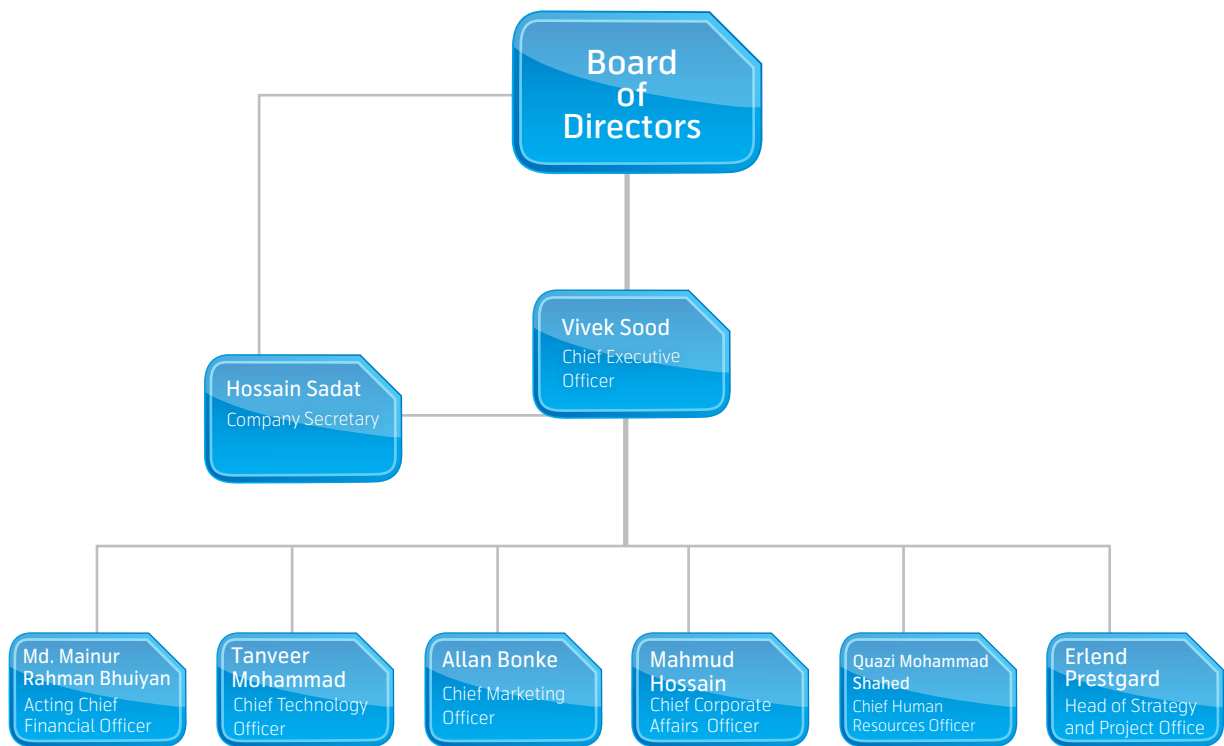 Board
of
Directors
Vivek Sood
Chief Executive
Officer
Hossain Sadat
Company Secretary
Md. Mainur
Rahman Bhuiyan
Acting Chief
Financial Officer
Tanveer
Mohammad
Chief Technology
Officer
Allan Bonke
Chief Marketing
Officer
Mahmud
Hossain
Chief Corporate
Affairs Officer
Quazi Mohammad
Shahed
Chief Human
Resources Officer
Erlend
Prestgard
Head of Strategy
and Project Office